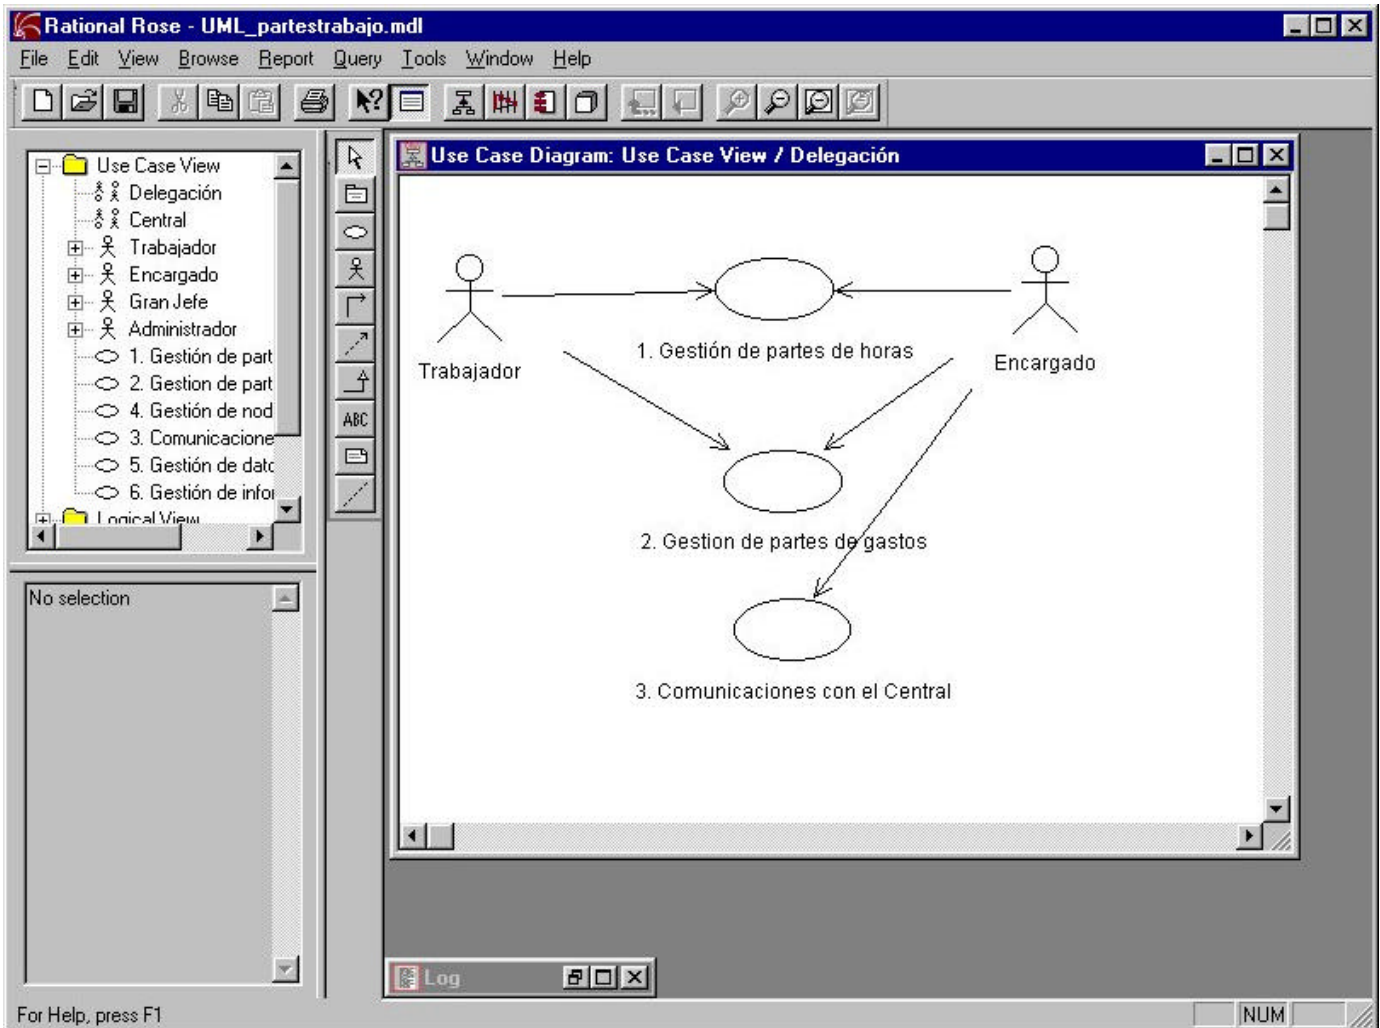 Rational Rose - UML_partestrabajo.mdl
File Edit View Browse Report Query Tools Window Help
Use Case View
Delegación
Central
Trabajador
Encargado
Gran Jefe
Administrador
1. Gestión de part
2. Gestion de part
4. Gestión de nod
3. Comunicacione
5. Gestión de datc
6. Gestión de infor
Logical View
No selection
ABC
Use Case Diagram: Use Case View / Delegación
Trabajador
1. Gestión de partes de horas
Encargado
2. Gestion de partes de gastos
3. Comunicaciones con el Central
Log
For Help, press F1
NUM